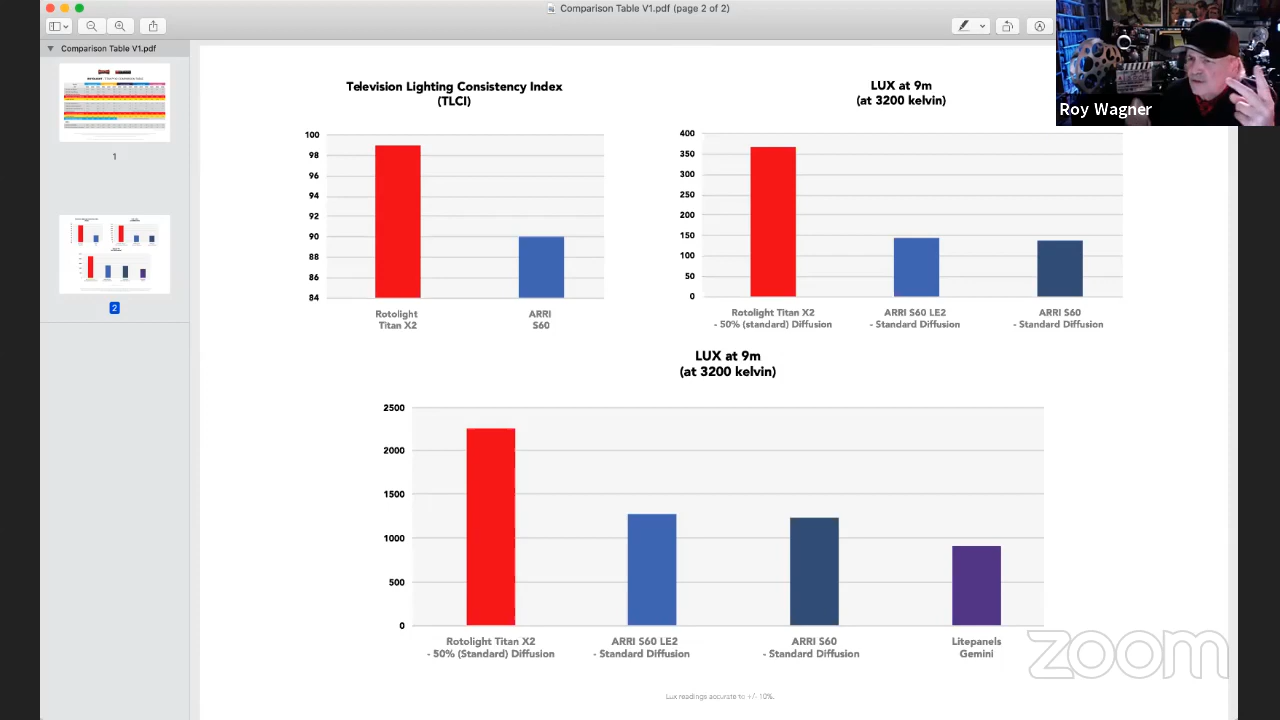 Comparison Table V1.pdf (page 2 of 2)
Comparison Table V1.pdf
1
2
Roy Wagner
Television Lighting Consistency Index
(TLCI)
100
98
96
94
92
90
88
86
84
Rotolight
Titan X2
ARRI
S60
LUX at 9m
(at 3200 kelvin)
400
350
300
250
200
150
100
50
0
Rotolight Titan X2
- 50% (standard) Diffusion
ARRI S60 LE2
- Standard Diffusion
ARRI S60
- Standard Diffusion
LUX at 9m
(at 3200 kelvin)
2500
2000
1500
1000
500
0
Rotolight Titan X2
- 50% (Standard) Diffusion
ARRI S60 LE2
- Standard Diffusion
ARRI S60
- Standard Diffusion
Litepanels
Gemini
Lux readings accurate to +/- 10%.
zoom